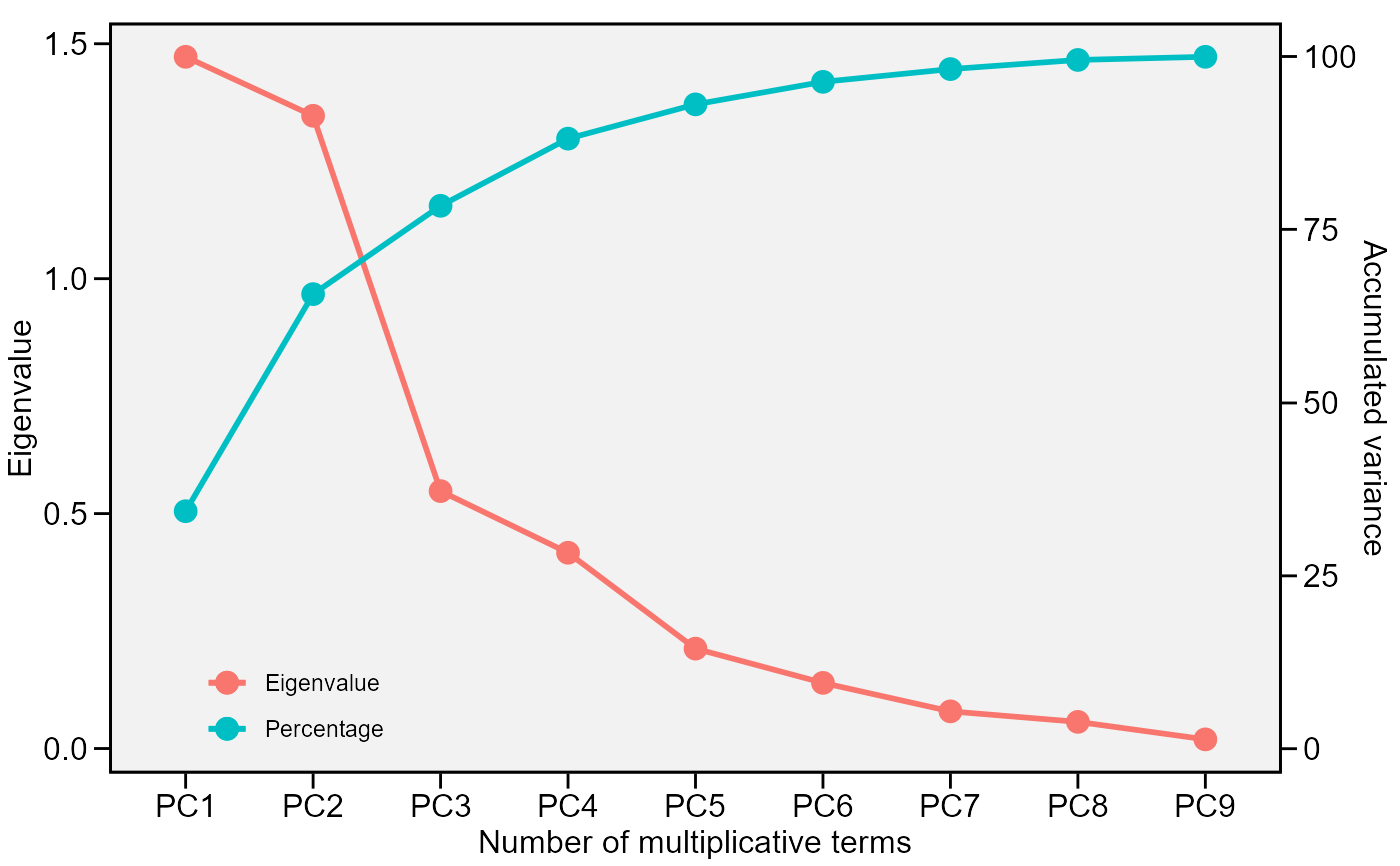 1.5
1.0
0.5
0.0
Eigenvalue
100
75
50
25
0
Accumulated variance
Eigenvalue
Percentage
PC1 PC2 PC3 PC4 PC5 PC6 PC7 PC8 PC9
Number of multiplicative terms